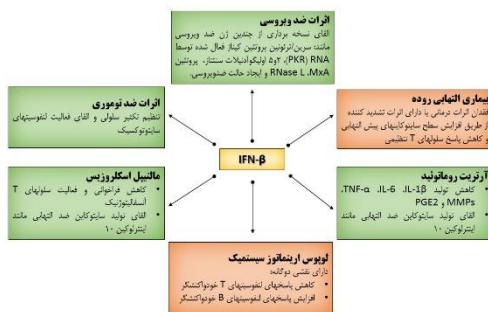 اثرات ضد ویروسی
القای نسخه برداری از چندین ژن ضد ویروسی
مانند: سرین/ترئونین پروتئین کیناز فعال شده توسط
RNA (PKR)، ۲و۵ اولیگوآدنیلات سنتتاز، پروتئین
MxA، RNase L و ایجاد حالت ضدویروسی.
اثرات ضد توموری
تنظیم تکثیر سلولی و القای فعالیت لنفوسیتهای
سایتوتوکسیک
بیماری التهابی روده
فقدان اثرات درمانی یا دارای اثرات تشدید کننده
از طریق افزایش سطح سایتوکاینهای پیش التهابی
و کاهش پاسخ سلولهای T تنظیمی
IFN-β
مالتیپل اسکلروزیس
• کاهش فراخوانی و فعالیت سلولهای T
آنسفالیتوژنیک
• القای تولید سایتوکاین ضد التهابی مانند
اینترلوکین ۱۰
آرتریت روماتوئید
• کاهش تولید IL-1β، IL-6، TNF-α،
MMPs و PGE2
• القای تولید سایتوکاین ضد التهابی مانند
اینترلوکین ۱۰
لوپوس اریتماتوز سیستمیک
دارای نقشی دوگانه:
• کاهش پاسخهای لنفوسیتهای T خودواکنشگر
• افزایش پاسخهای لنفوسیتهای B خودواکنشگر